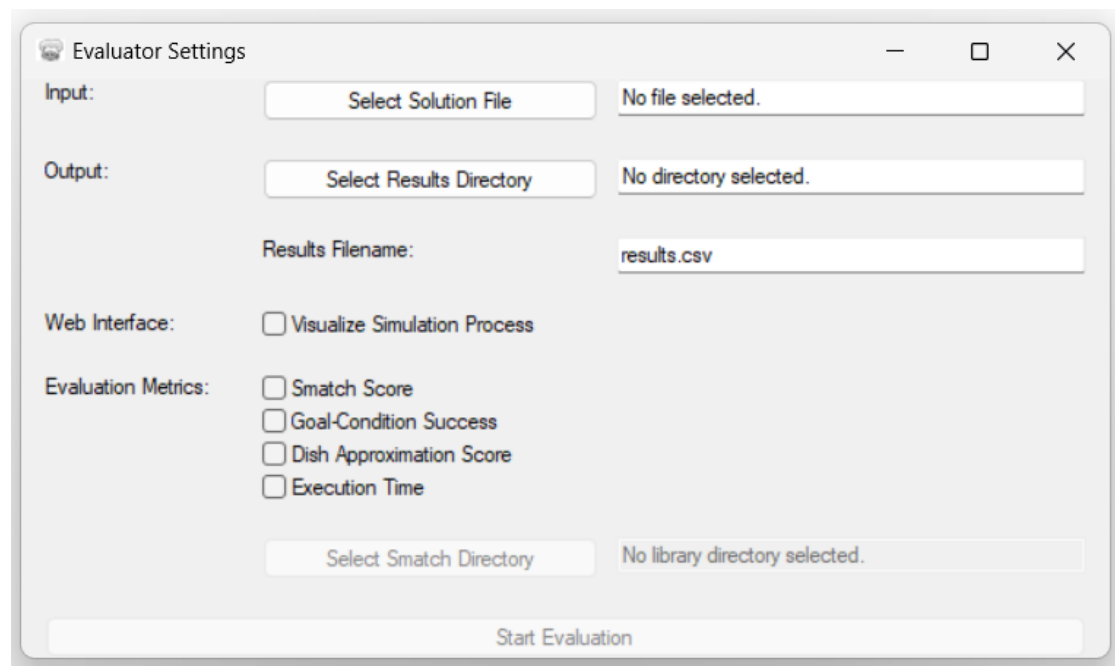 Evaluator Settings
Input: Select Solution File No file selected.
Output: Select Results Directory No directory selected.
Results Filename: results.csv
Web Interface: Visualize Simulation Process
Evaluation Metrics: Smatch Score
Goal-Condition Success
Dish Approximation Score
Execution Time
Select Smatch Directory No library directory selected.
Start Evaluation